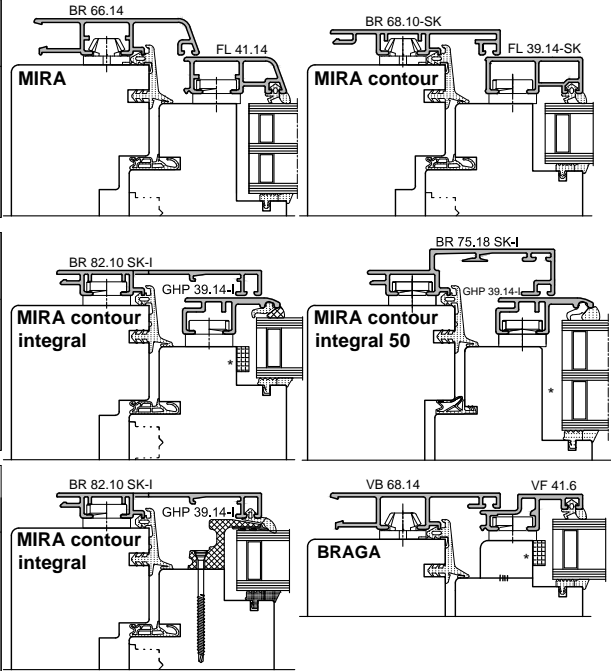 BR 66.14
FL 41.14
MIRA
BR 68.10-SK
FL 39.14-SK
MIRA contour
BR 82.10 SK-I
GHP 39.14-I
MIRA contour
integral
*
BR 75.18 SK-I
GHP 39.14-I
MIRA contour
integral 50
*
BR 82.10 SK-I
GHP 39.14-I
MIRA contour
integral
VB 68.14
VF 41.6
BRAGA
*